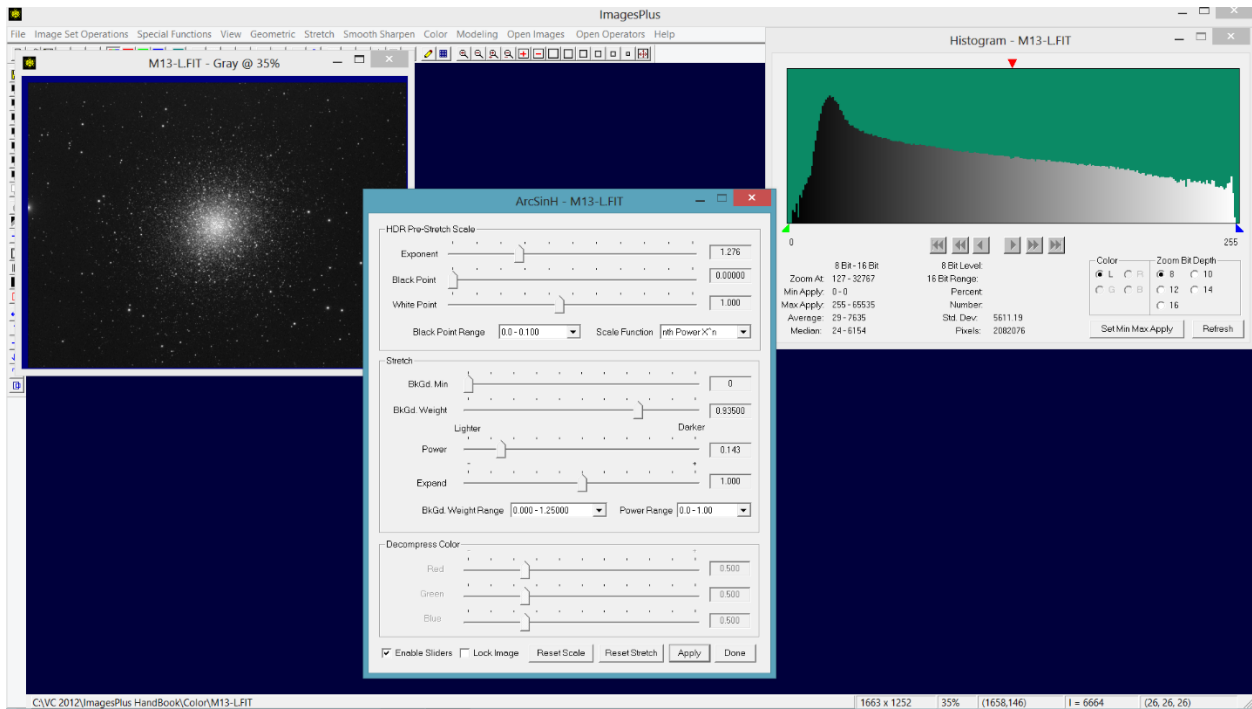 ImagesPlus
File Image Set Operations Special Functions View Geometric Stretch Smooth Sharpen Color Modeling Open Images Open Operators Help
M13-L.FIT - Gray @ 35%
Histogram - M13-L.FIT
0 255
8 Bit - 16 Bit 8 Bit Level:
Zoom At: 127 - 32767 16 Bit Range:
Min Apply: 0 - 0 Percent:
Max Apply: 255 - 65535 Number:
Average: 29 - 7635 Std. Dev: 5611.19
Median: 24 - 6154 Pixels: 2082076
Color
L R
G B
Zoom Bit Depth
8 10
12 14
16
Set Min Max Apply Refresh
ArcSinH - M13-L.FIT
HDR Pre-Stretch Scale
Exponent 1.276
Black Point 0.00000
White Point 1.000
Black Point Range 0.0 - 0.100 Scale Function nth Power X^n
Stretch
BkGd. Min 0
BkGd. Weight 0.93500
Lighter Darker
Power 0.143
- +
Expand 1.000
BkGd. Weight Range 0.000 - 1.25000 Power Range 0.0 - 1.00
Decompress Color
- +
Red 0.500
Green 0.500
Blue 0.500
Enable Sliders Lock Image Reset Scale Reset Stretch Apply Done
C:\VC 2012\ImagesPlus HandBook\Color\M13-L.FIT 1663 x 1252 35% (1658,146) I = 6664 (26, 26, 26)